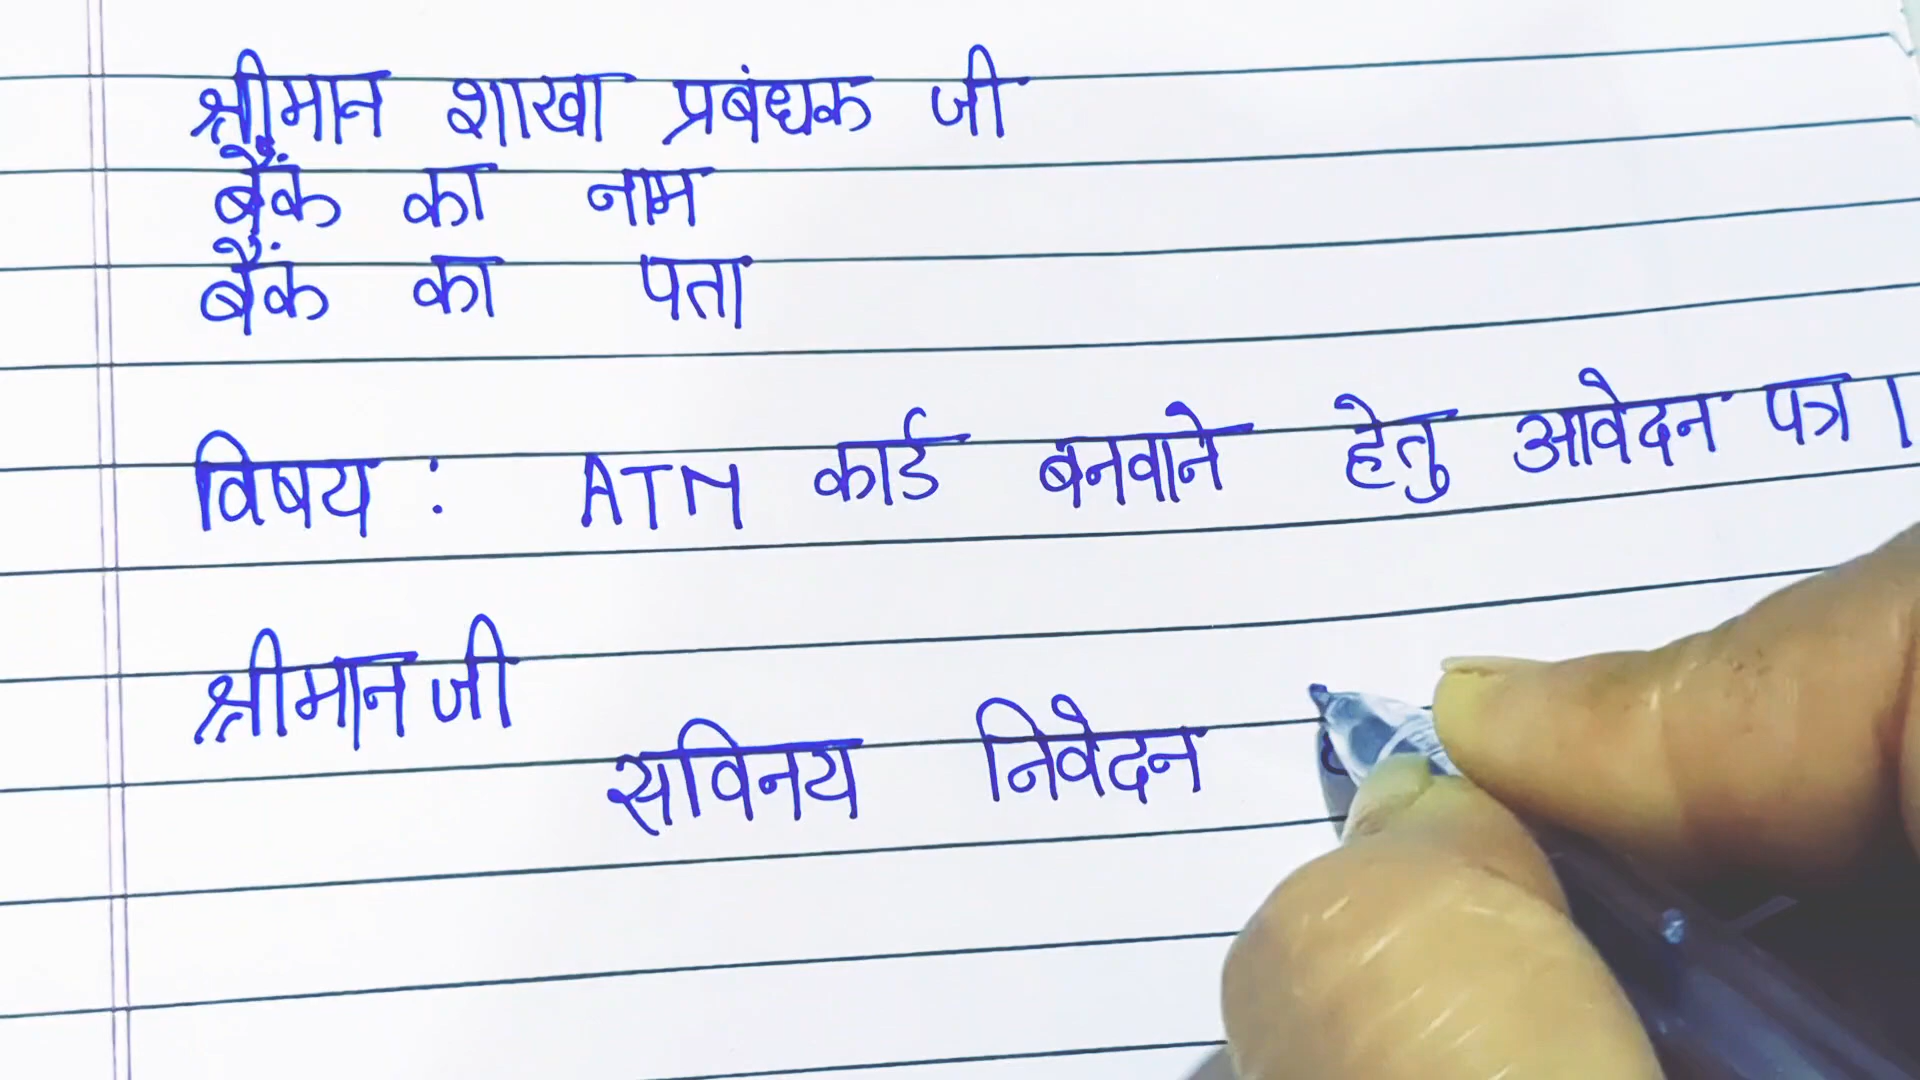 श्रीमान शाखा प्रबंधक जी
बैंक का नाम
बैंक का पता
विषय : ATM कार्ड बनवाने हेतु आवेदन पत्र।
श्रीमान जी
सविनय निवेदन